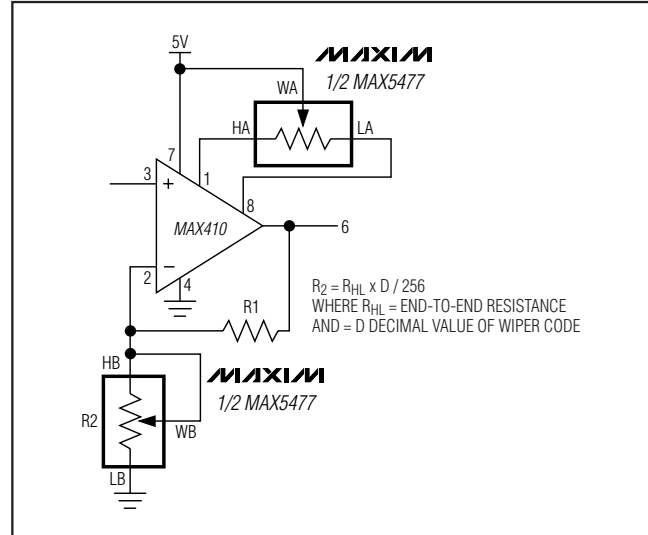 5V
MAXIM
1/2 MAX5477
WA
HA
LA
7
3
+
1
8
MAX410
6
2
−
4
R1
R2 = RHL x D / 256
WHERE RHL = END-TO-END RESISTANCE
AND = D DECIMAL VALUE OF WIPER CODE
HB
MAXIM
1/2 MAX5477
R2
WB
LB